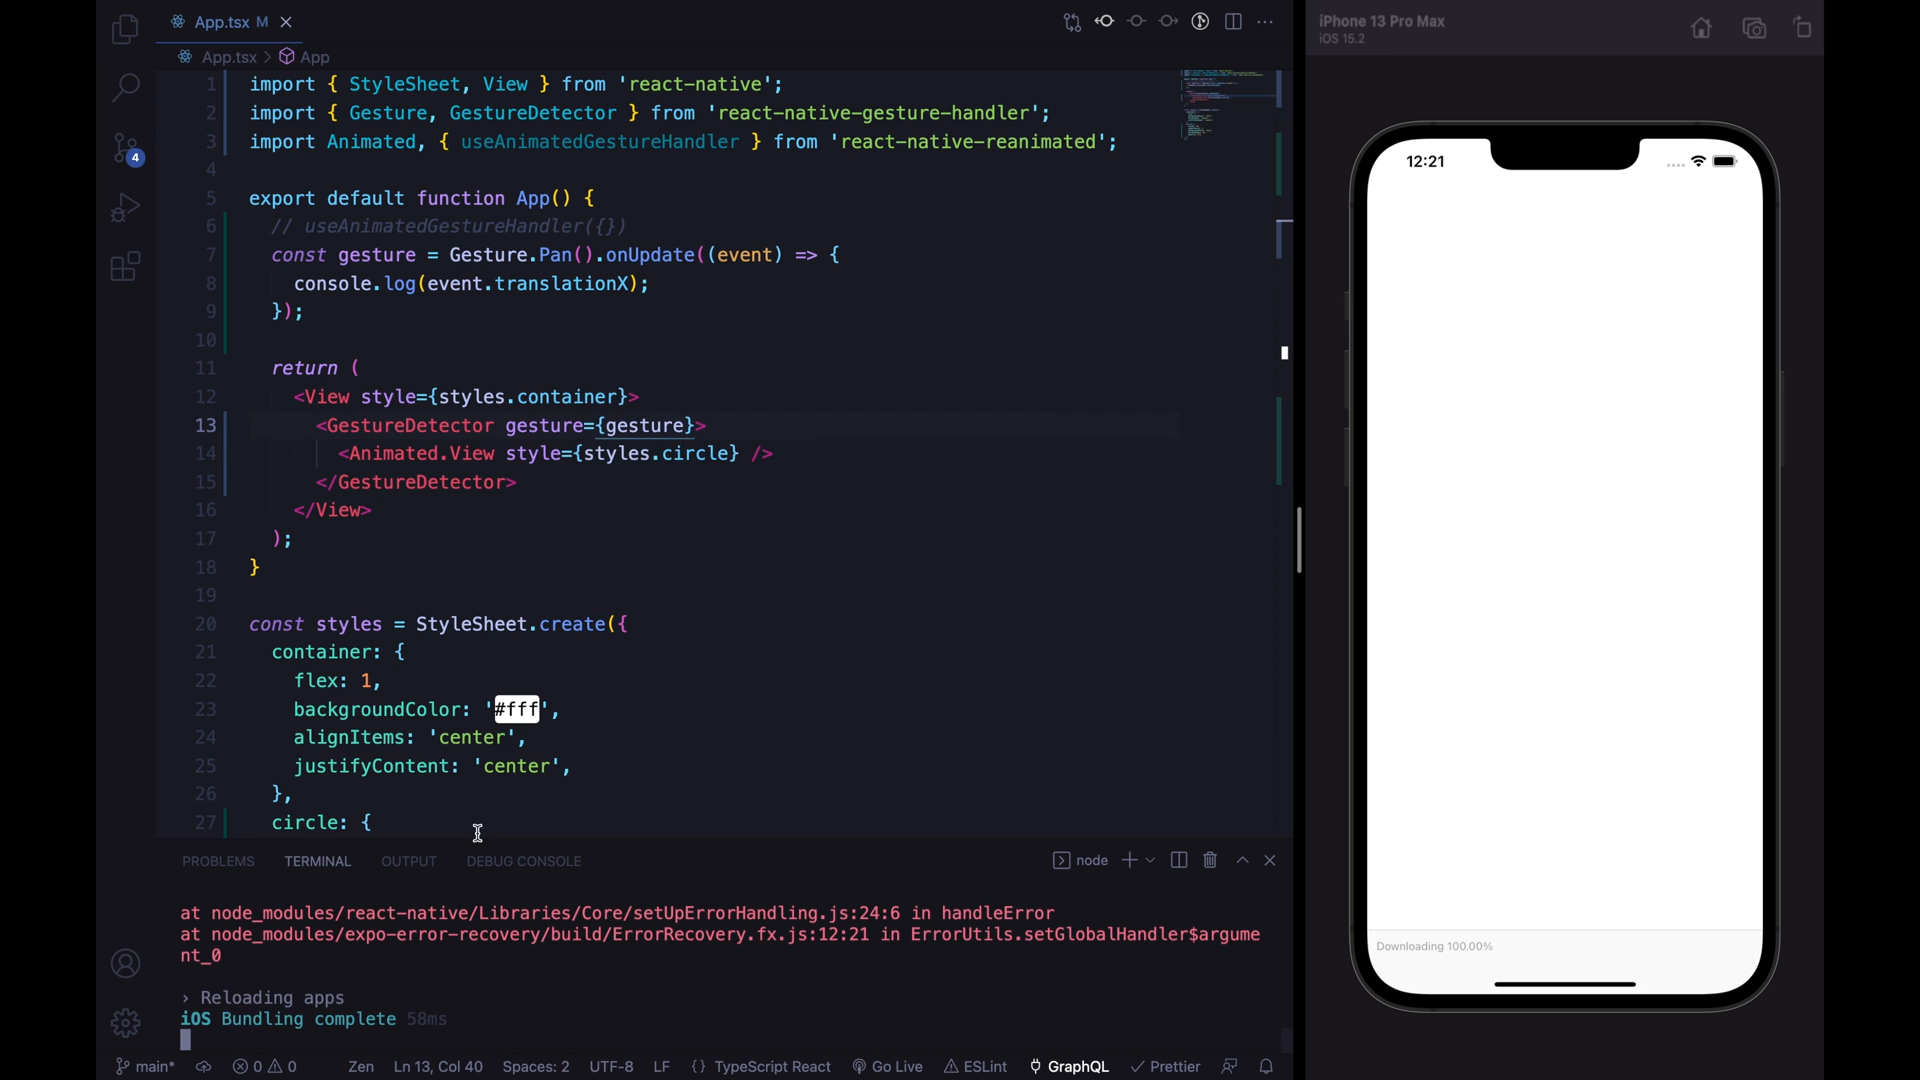 App.tsx M
App.tsx > App
1 import { StyleSheet, View } from 'react-native';
2 import { Gesture, GestureDetector } from 'react-native-gesture-handler';
3 import Animated, { useAnimatedGestureHandler } from 'react-native-reanimated';
4
5 export default function App() {
6 // useAnimatedGestureHandler({})
7 const gesture = Gesture.Pan().onUpdate((event) => {
8 console.log(event.translationX);
9 });
10
11 return (
12 <View style={styles.container}>
13 <GestureDetector gesture={gesture}>
14 <Animated.View style={styles.circle} />
15 </GestureDetector>
16 </View>
17 );
18 }
19
20 const styles = StyleSheet.create({
21 container: {
22 flex: 1,
23 backgroundColor: '#fff',
24 alignItems: 'center',
25 justifyContent: 'center',
26 },
27 circle: {
4
PROBLEMS TERMINAL OUTPUT DEBUG CONSOLE node
at node_modules/react-native/Libraries/Core/setUpErrorHandling.js:24:6 in handleError
at node_modules/expo-error-recovery/build/ErrorRecovery.fx.js:12:21 in ErrorUtils.setGlobalHandler$argume
nt_0
› Reloading apps
iOS Bundling complete 58ms
main* 0 0 Zen Ln 13, Col 40 Spaces: 2 UTF-8 LF {} TypeScript React Go Live ESLint GraphQL Prettier
iPhone 13 Pro Max
iOS 15.2
12:21
Downloading 100.00%